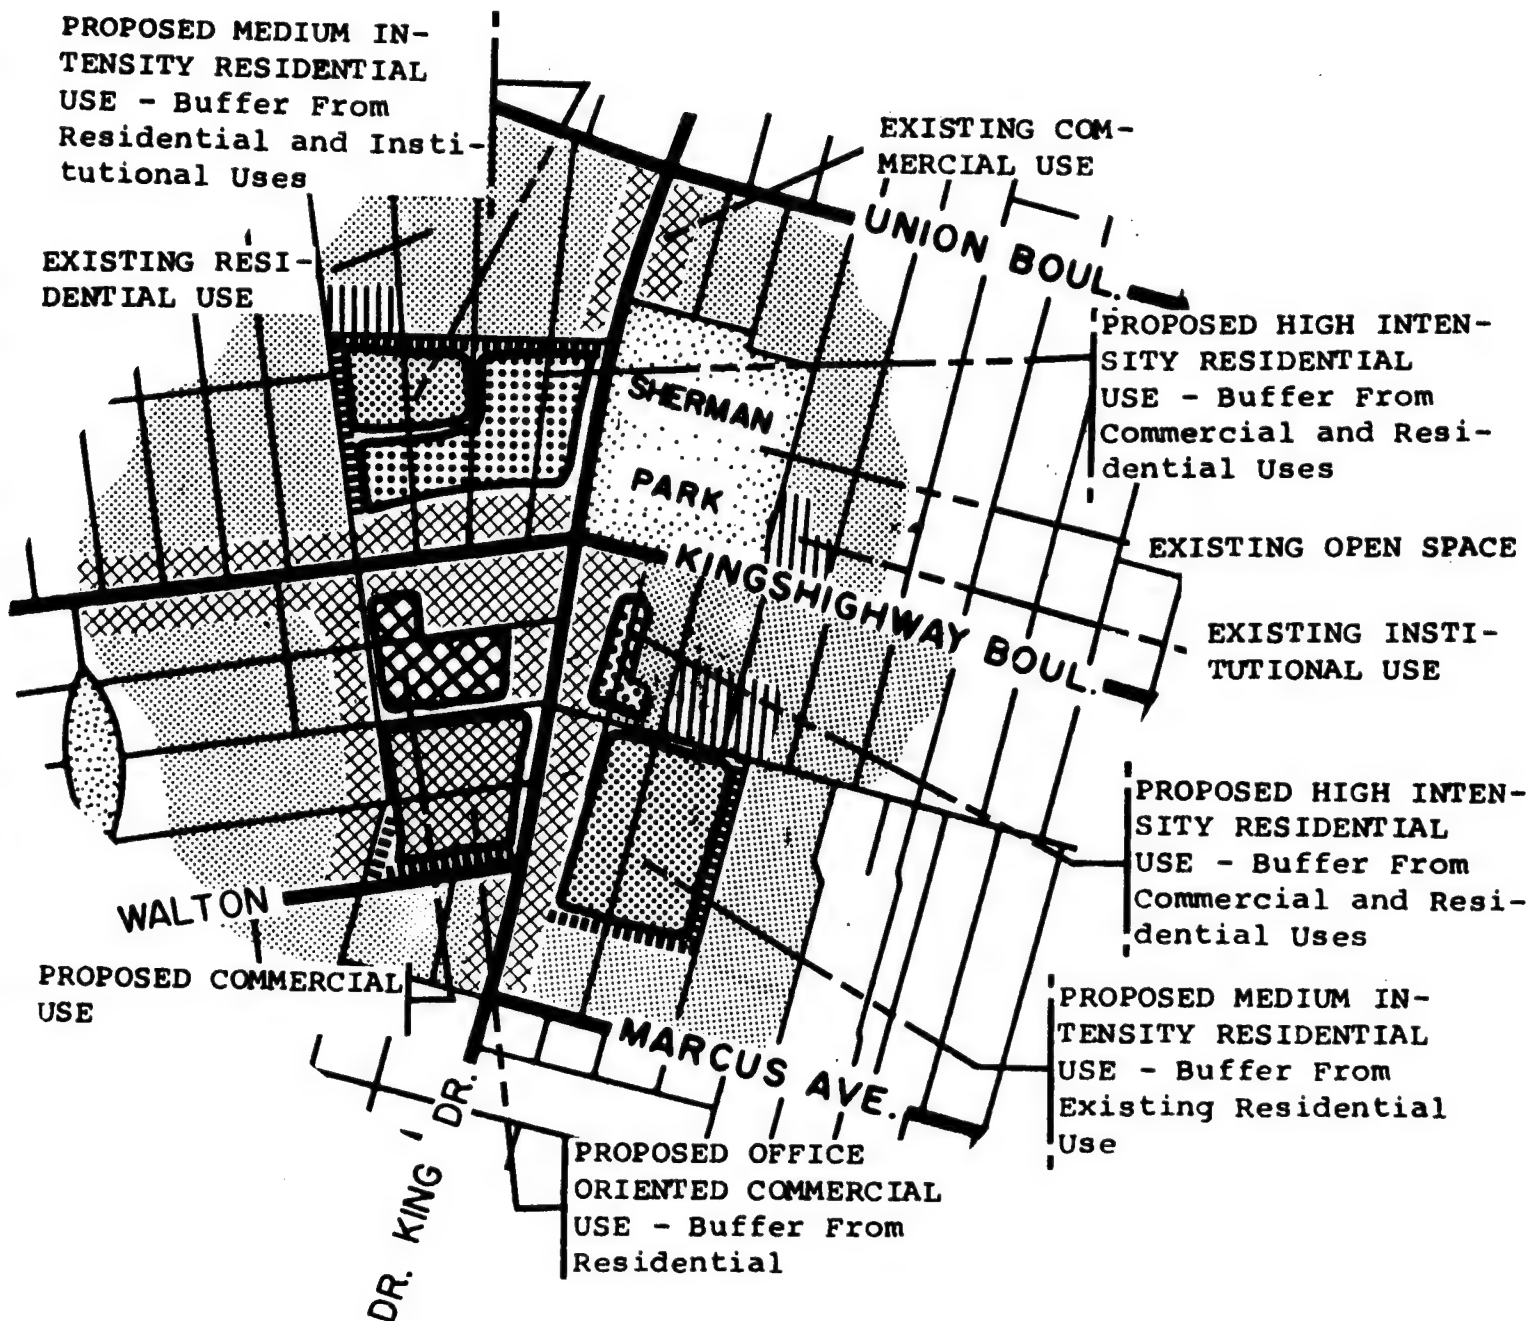 PROPOSED MEDIUM IN-
TENSITY RESIDENTIAL
USE - Buffer From
Residential and Insti-
tutional Uses
EXISTING COM-
MERCIAL USE
UNION BOUL.
EXISTING RESI-
DENTIAL USE
PROPOSED HIGH INTEN-
SITY RESIDENTIAL
USE - Buffer From
Commercial and Resi-
dential Uses
SHERMAN
PARK
EXISTING OPEN SPACE
KINGSHIGHWAY BOUL.
EXISTING INSTI-
TUTIONAL USE
PROPOSED HIGH INTEN-
SITY RESIDENTIAL
USE - Buffer From
Commercial and Resi-
dential Uses
WALTON
PROPOSED COMMERCIAL
USE
PROPOSED MEDIUM IN-
TENSITY RESIDENTIAL
USE - Buffer From
Existing Residential
Use
MARCUS AVE.
DR. KING DR.
PROPOSED OFFICE
ORIENTED COMMERCIAL
USE - Buffer From
Residential